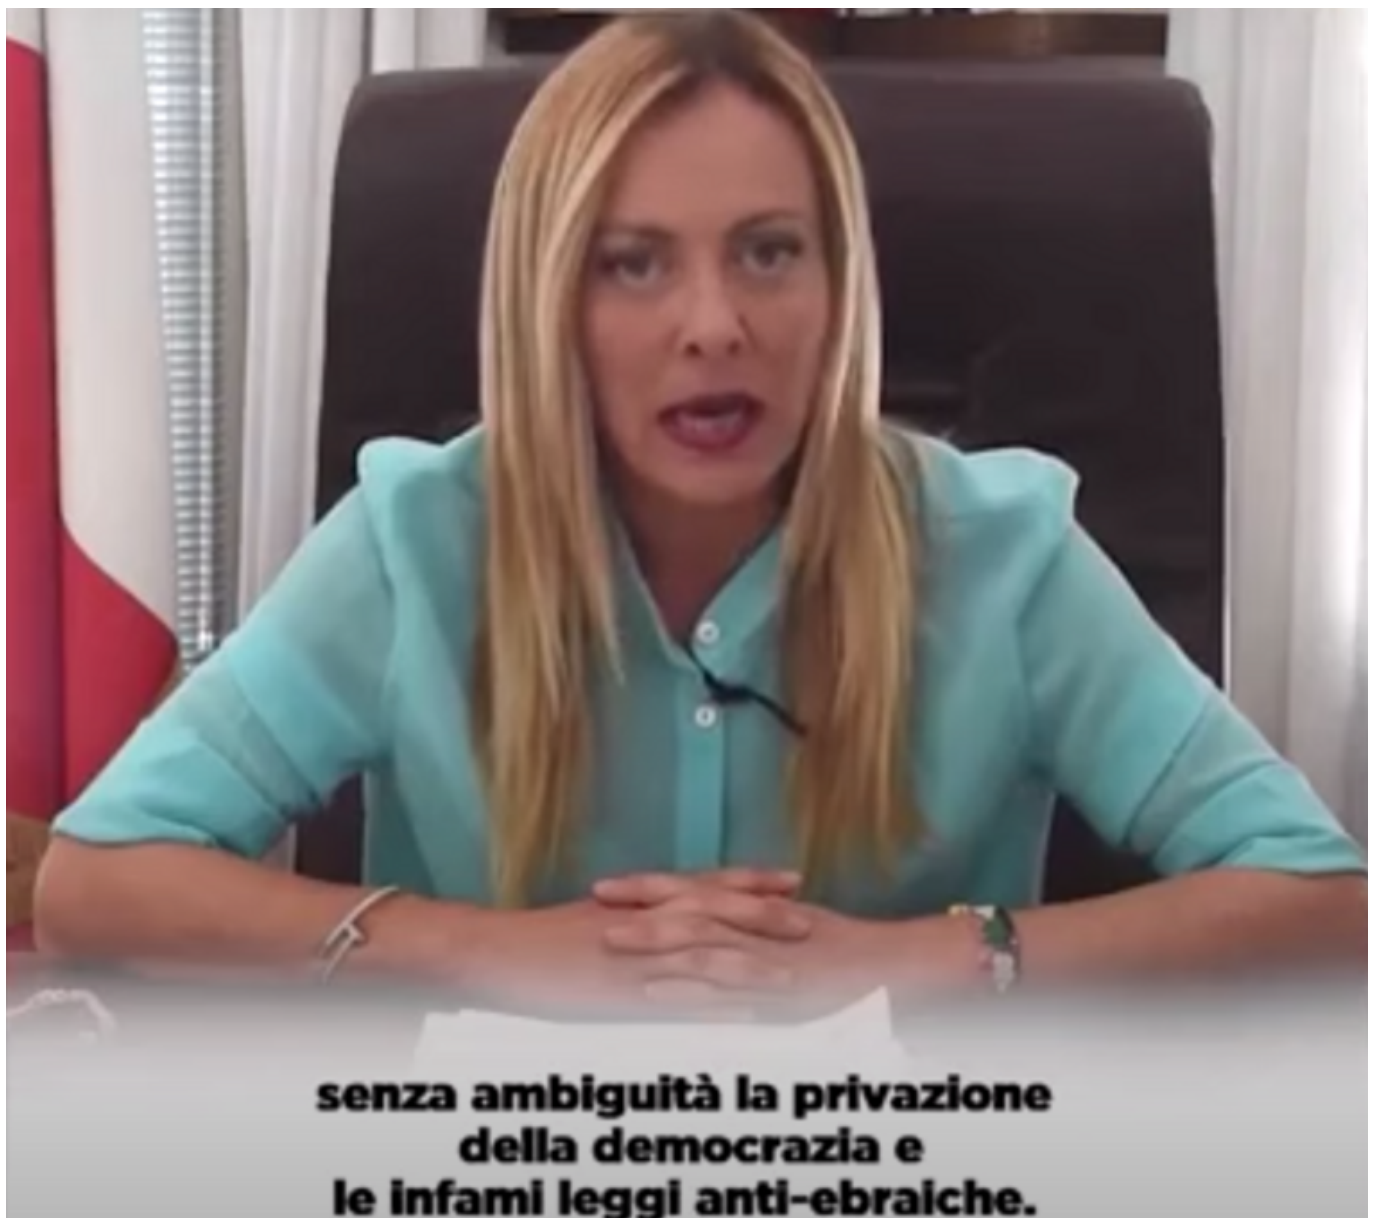 senza ambiguità la privazione
della democrazia e
le infami leggi anti-ebraiche.